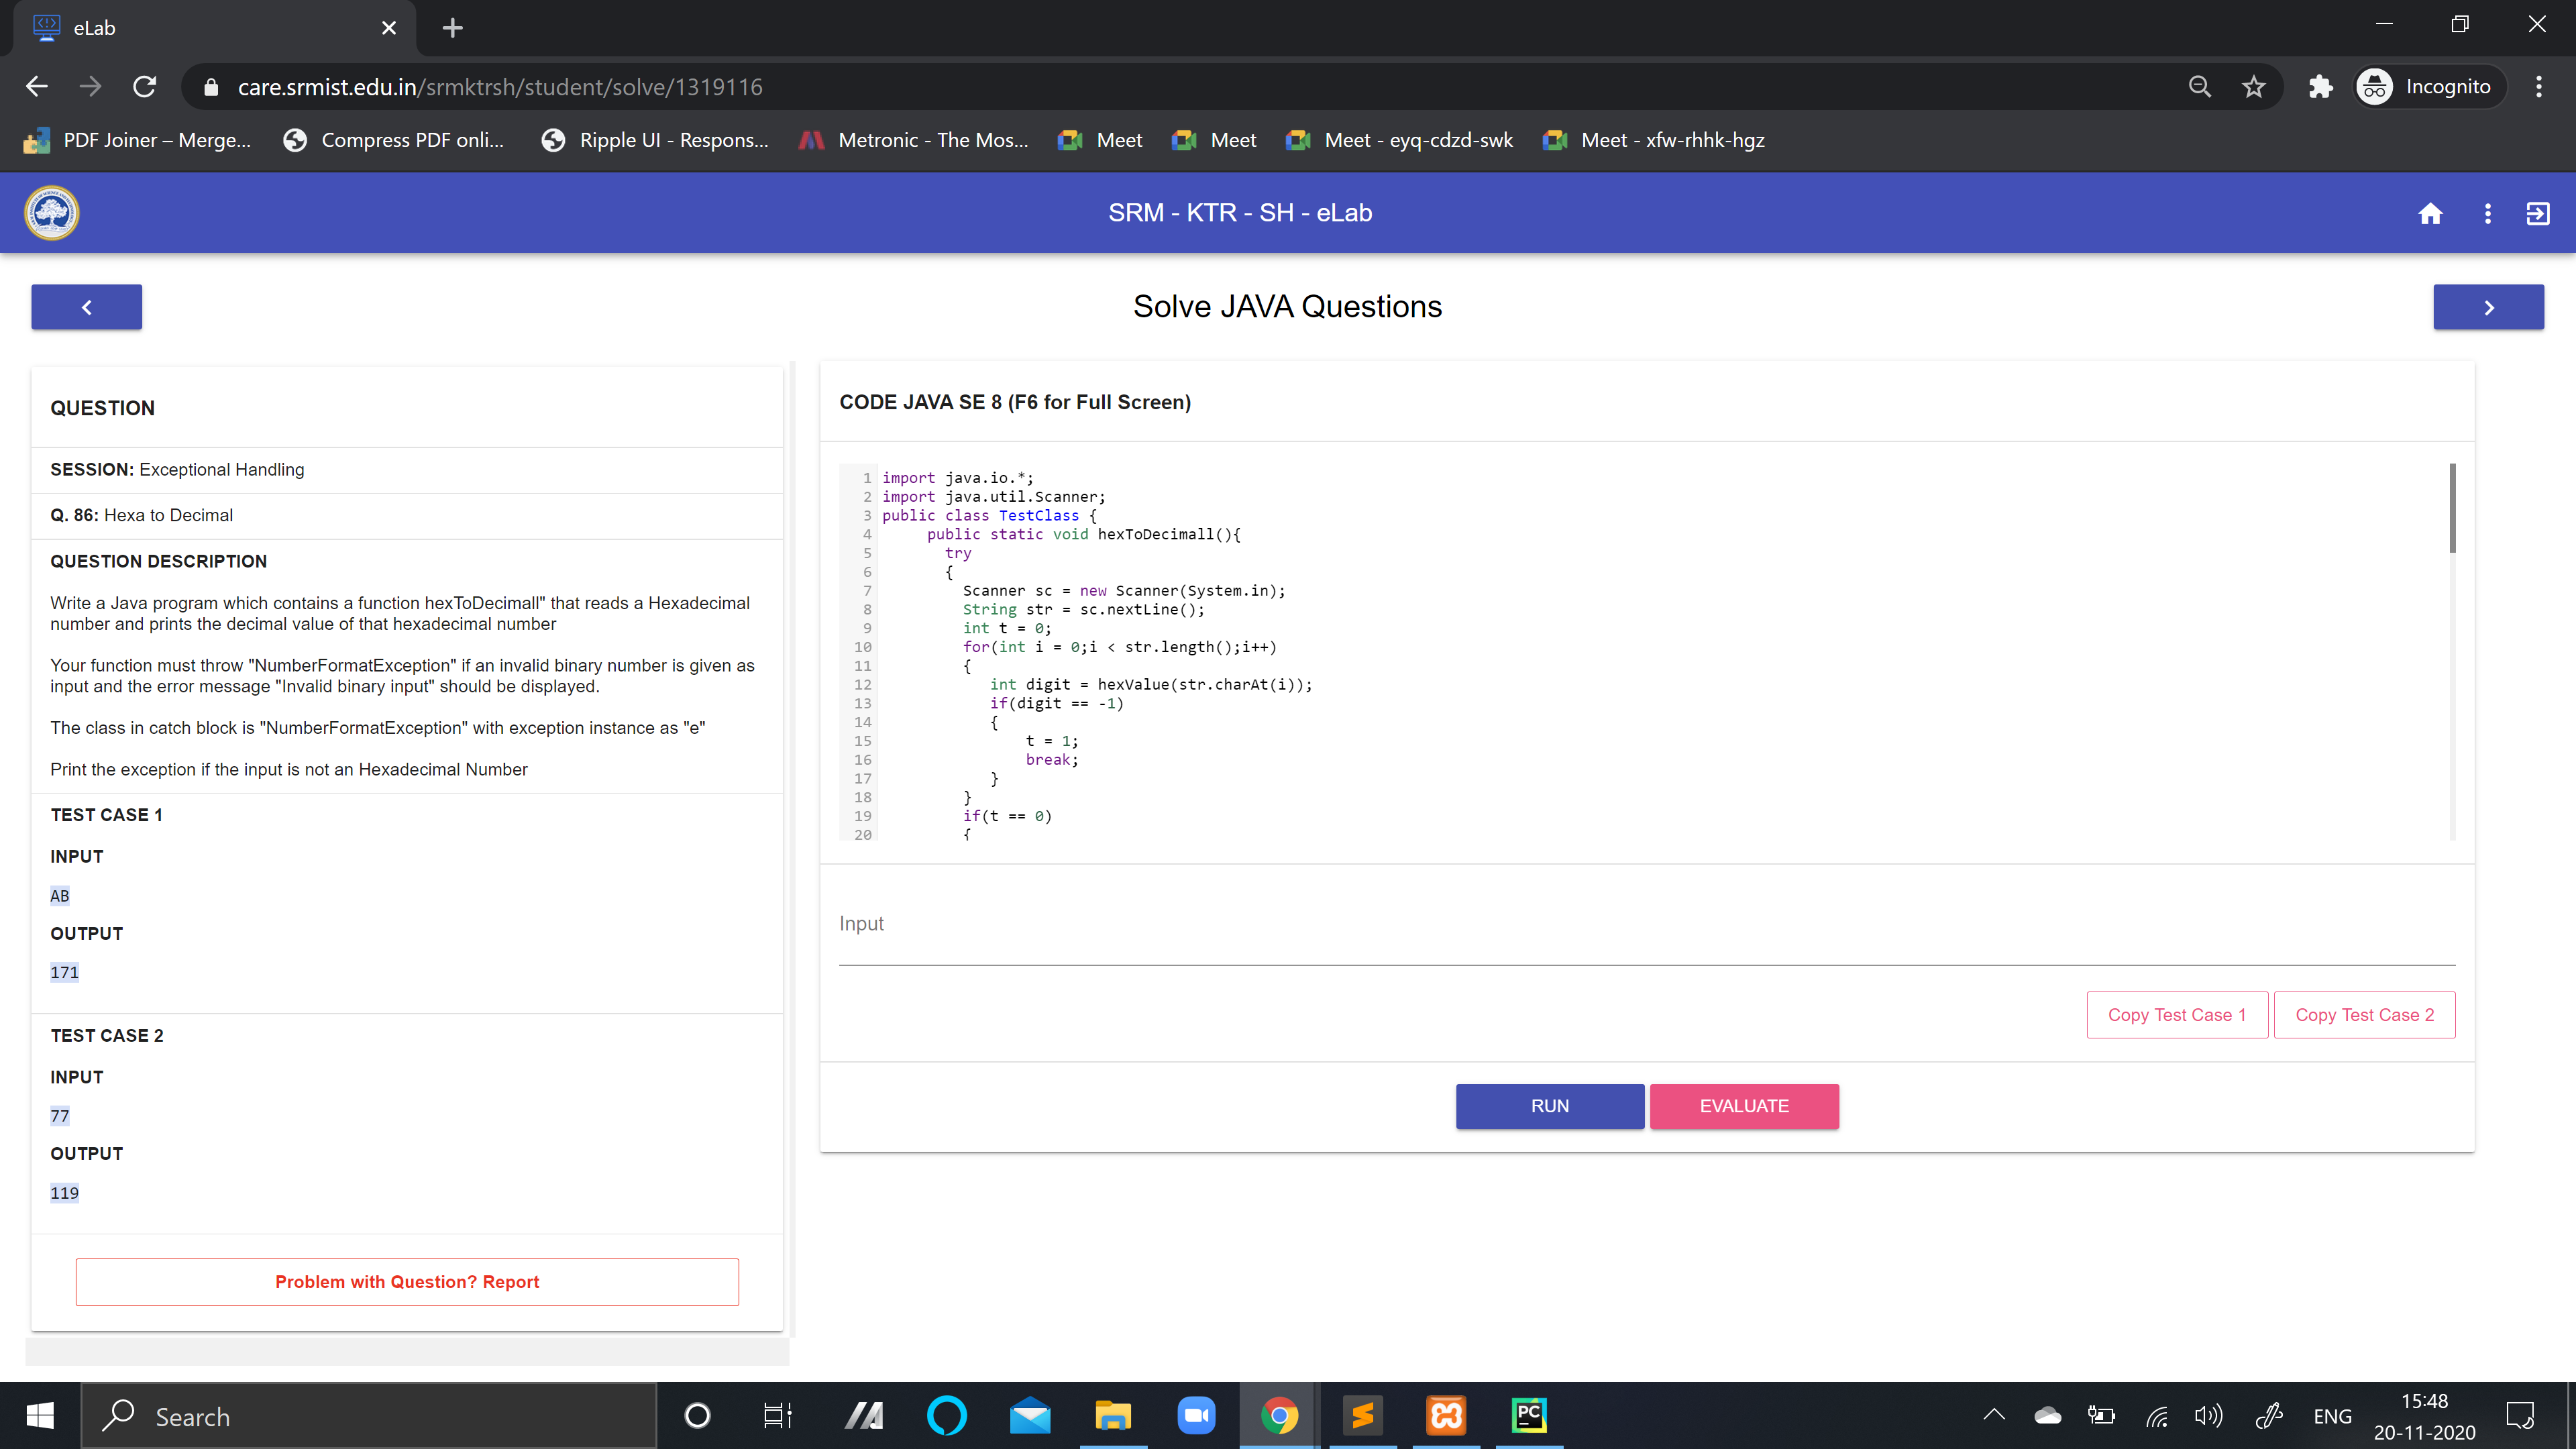 eLab
care.srmist.edu.in/srmktrsh/student/solve/1319116
Incognito
PDF Joiner – Merge...
Compress PDF onli...
Ripple UI - Respons...
Metronic - The Mos...
Meet
Meet
Meet - eyq-cdzd-swk
Meet - xfw-rhhk-hgz
SRM - KTR - SH - eLab
Solve JAVA Questions
QUESTION
SESSION: Exceptional Handling
Q. 86: Hexa to Decimal
QUESTION DESCRIPTION
Write a Java program which contains a function hexToDecimall" that reads a Hexadecimal
number and prints the decimal value of that hexadecimal number
Your function must throw "NumberFormatException" if an invalid binary number is given as
input and the error message "Invalid binary input" should be displayed.
The class in catch block is "NumberFormatException" with exception instance as "e"
Print the exception if the input is not an Hexadecimal Number
TEST CASE 1
INPUT
AB
OUTPUT
171
TEST CASE 2
INPUT
77
OUTPUT
119
Problem with Question? Report
CODE JAVA SE 8 (F6 for Full Screen)
1 import java.io.*;
2 import java.util.Scanner;
3 public class TestClass {
4 public static void hexToDecimall(){
5 try
6 {
7 Scanner sc = new Scanner(System.in);
8 String str = sc.nextLine();
9 int t = 0;
10 for(int i = 0;i < str.length();i++)
11 {
12 int digit = hexValue(str.charAt(i));
13 if(digit == -1)
14 {
15 t = 1;
16 break;
17 }
18 }
19 if(t == 0)
20 {
Input
Copy Test Case 1
Copy Test Case 2
RUN
EVALUATE
Search
PC
ENG
15:48
20-11-2020